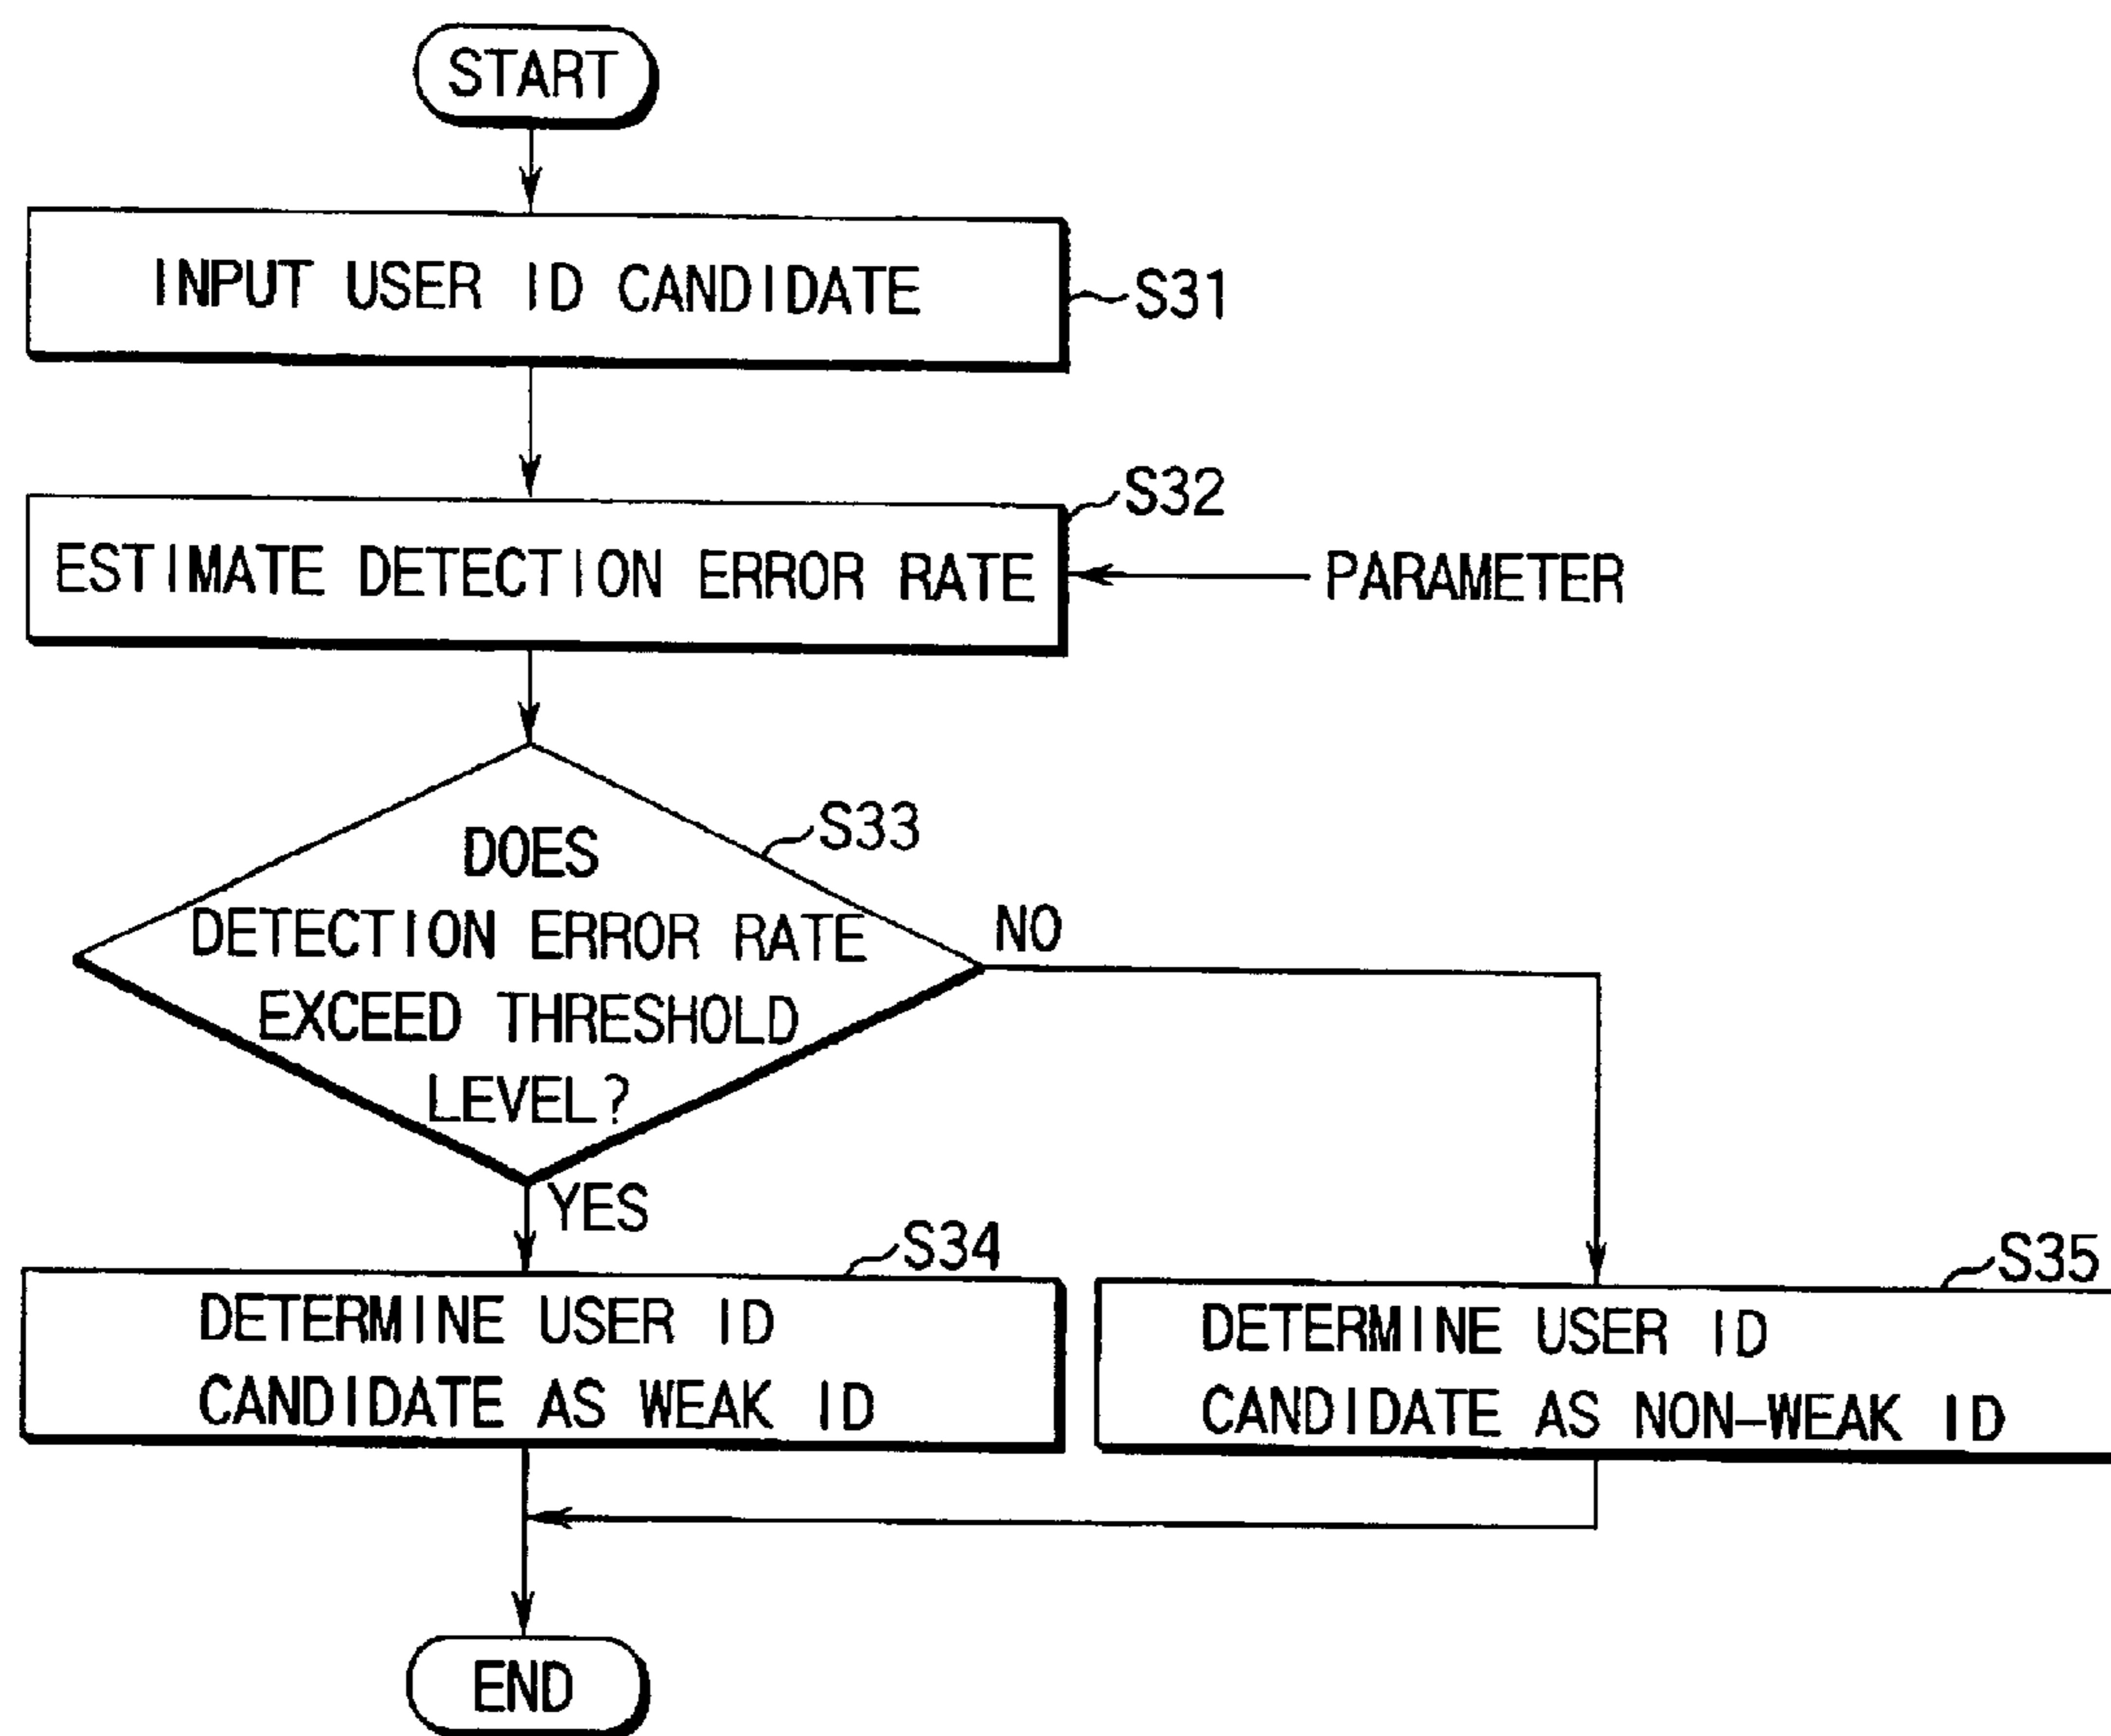 START
INPUT USER ID CANDIDATE
S31
S32
ESTIMATE DETECTION ERROR RATE
PARAMETER
S33
DOES
DETECTION ERROR RATE
EXCEED THRESHOLD
LEVEL?
NO
YES
S34
DETERMINE USER ID
CANDIDATE AS WEAK ID
S35
DETERMINE USER ID
CANDIDATE AS NON-WEAK ID
END